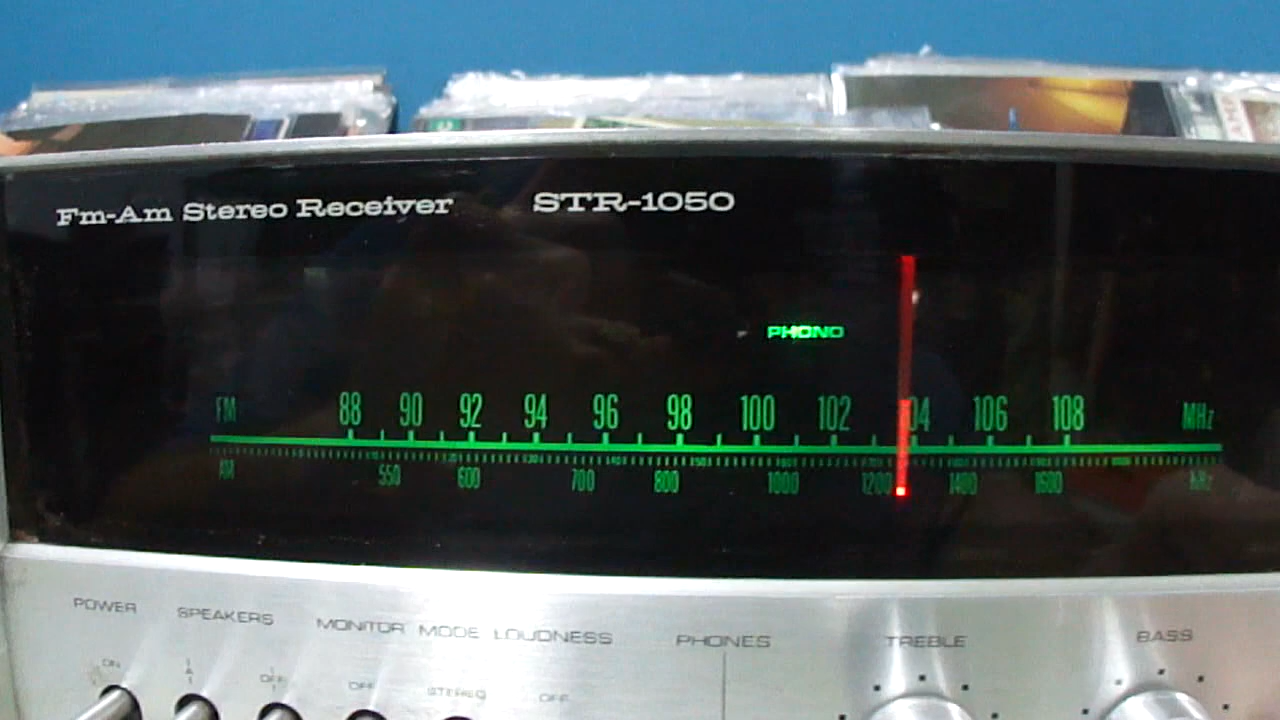 Fm-Am Stereo Receiver STR-1050
PHONO
FM 88 90 92 94 96 98 100 102 104 106 108 MHz
AM 550 600 700 800 1000 1200 1400 1600 kHz
POWER SPEAKERS MONITOR MODE LOUDNESS PHONES TREBLE BASS
ON OFF OFF STEREO OFF